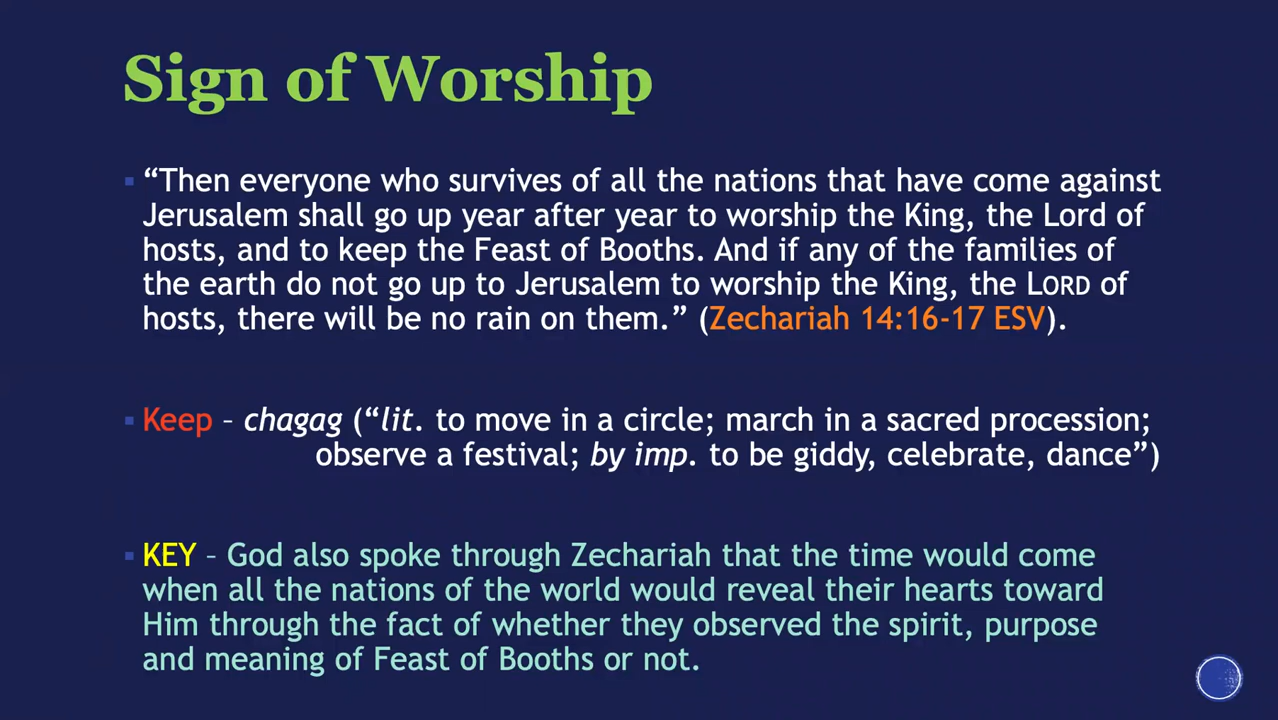 Sign of Worship
▪ “Then everyone who survives of all the nations that have come against
Jerusalem shall go up year after year to worship the King, the Lord of
hosts, and to keep the Feast of Booths. And if any of the families of
the earth do not go up to Jerusalem to worship the King, the LORD of
hosts, there will be no rain on them.” (Zechariah 14:16-17 ESV).
▪ Keep – chagag (“lit. to move in a circle; march in a sacred procession;
observe a festival; by imp. to be giddy, celebrate, dance”)
▪ KEY – God also spoke through Zechariah that the time would come
when all the nations of the world would reveal their hearts toward
Him through the fact of whether they observed the spirit, purpose
and meaning of Feast of Booths or not.